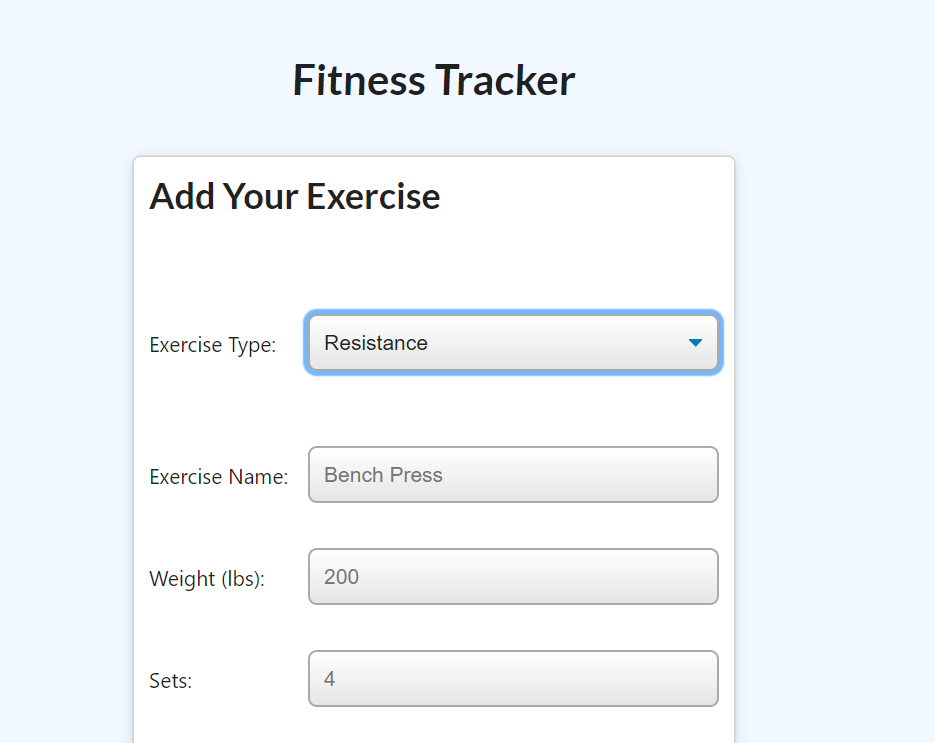 Fitness Tracker
Add Your Exercise
Exercise Type: Resistance
Exercise Name: Bench Press
Weight (lbs): 200
Sets: 4